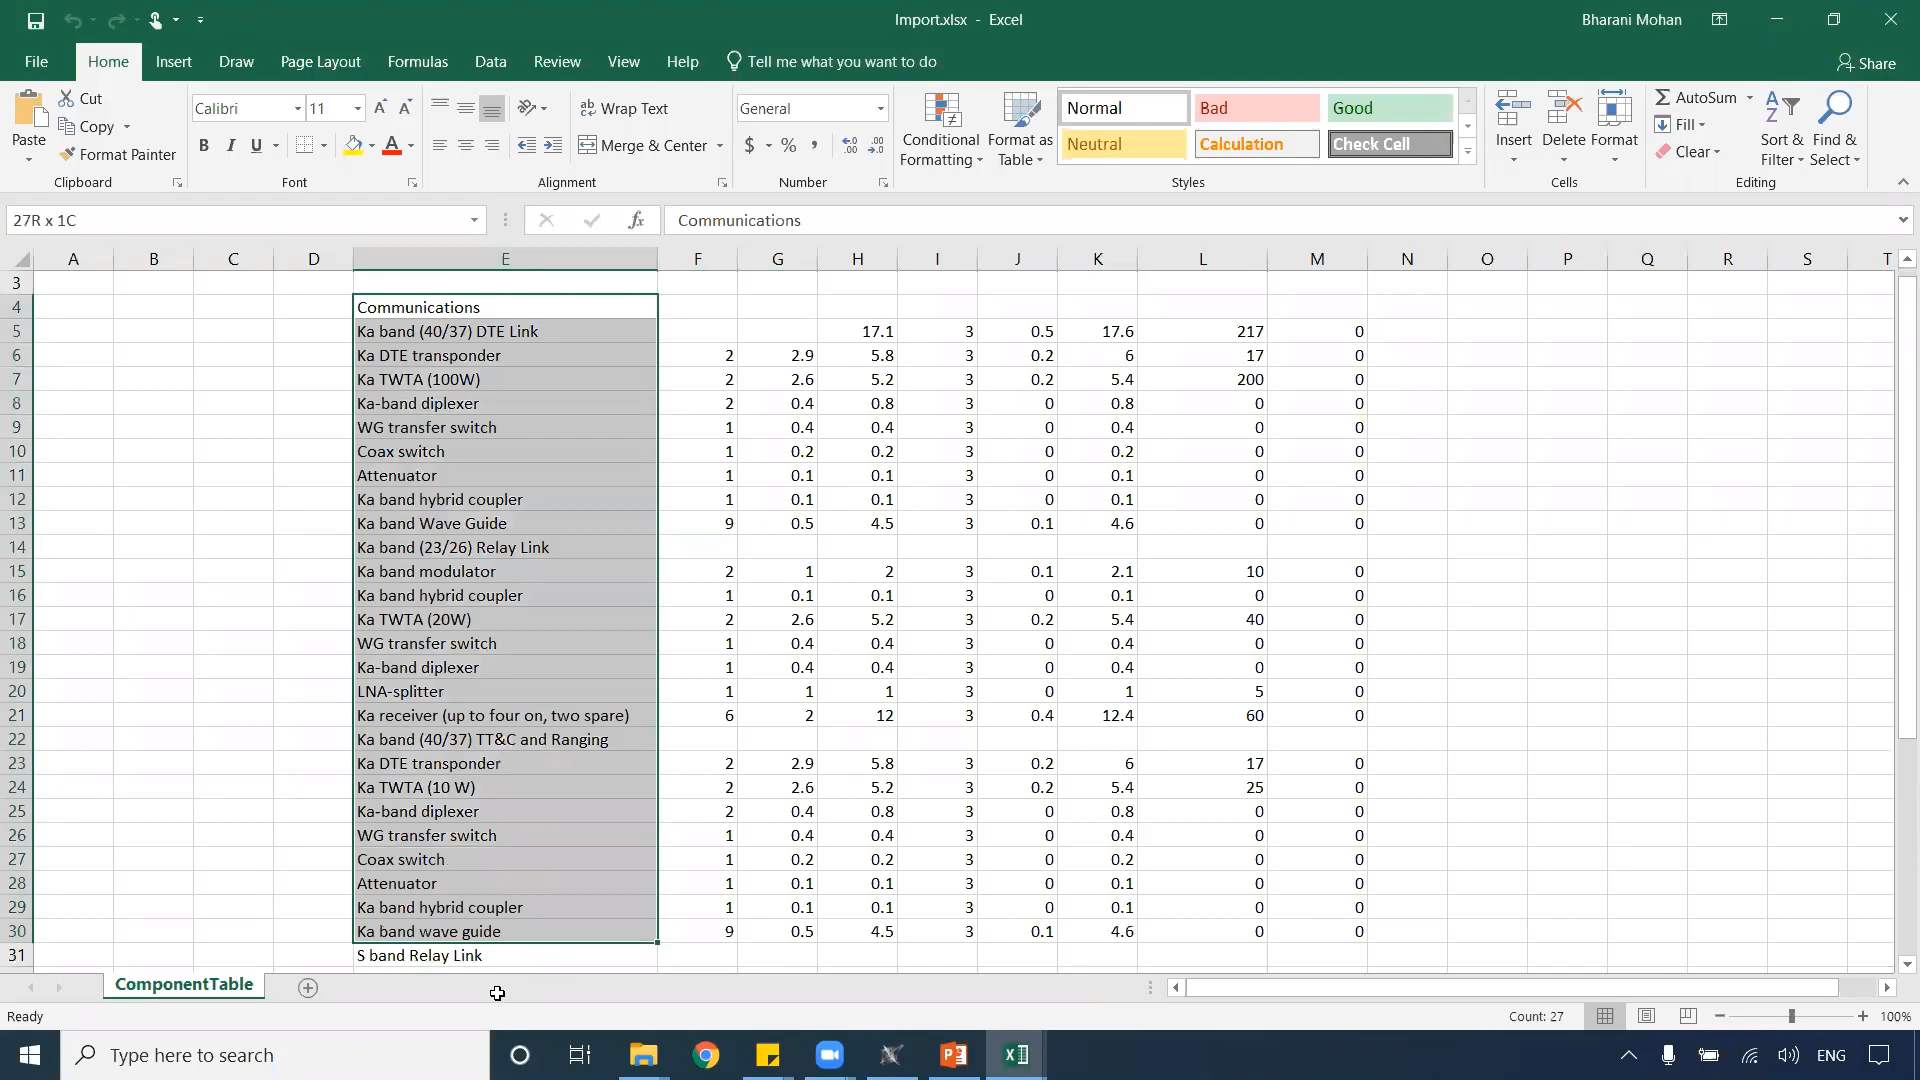 Import.xlsx - Excel
Bharani Mohan
File Home Insert Draw Page Layout Formulas Data Review View Help Tell me what you want to do Share
Paste Cut Copy Format Painter Clipboard
Calibri 11 B I U A A A Font
ab Wrap Text Merge & Center Alignment
General $ % , Number
Conditional Formatting Format as Table
Normal Bad Good
Neutral Calculation Check Cell
Styles
Insert Delete Format Cells
AutoSum Fill Clear Sort & Filter Find & Select Editing
27R x 1C fx Communications
A B C D E F G H I J K L M N O P Q R S T
3
4 Communications
5 Ka band (40/37) DTE Link 17.1 3 0.5 17.6 217 0
6 Ka DTE transponder 2 2.9 5.8 3 0.2 6 17 0
7 Ka TWTA (100W) 2 2.6 5.2 3 0.2 5.4 200 0
8 Ka-band diplexer 2 0.4 0.8 3 0 0.8 0 0
9 WG transfer switch 1 0.4 0.4 3 0 0.4 0 0
10 Coax switch 1 0.2 0.2 3 0 0.2 0 0
11 Attenuator 1 0.1 0.1 3 0 0.1 0 0
12 Ka band hybrid coupler 1 0.1 0.1 3 0 0.1 0 0
13 Ka band Wave Guide 9 0.5 4.5 3 0.1 4.6 0 0
14 Ka band (23/26) Relay Link
15 Ka band modulator 2 1 2 3 0.1 2.1 10 0
16 Ka band hybrid coupler 1 0.1 0.1 3 0 0.1 0 0
17 Ka TWTA (20W) 2 2.6 5.2 3 0.2 5.4 40 0
18 WG transfer switch 1 0.4 0.4 3 0 0.4 0 0
19 Ka-band diplexer 1 0.4 0.4 3 0 0.4 0 0
20 LNA-splitter 1 1 1 3 0 1 5 0
21 Ka receiver (up to four on, two spare) 6 2 12 3 0.4 12.4 60 0
22 Ka band (40/37) TT&C and Ranging
23 Ka DTE transponder 2 2.9 5.8 3 0.2 6 17 0
24 Ka TWTA (10 W) 2 2.6 5.2 3 0.2 5.4 25 0
25 Ka-band diplexer 2 0.4 0.8 3 0 0.8 0 0
26 WG transfer switch 1 0.4 0.4 3 0 0.4 0 0
27 Coax switch 1 0.2 0.2 3 0 0.2 0 0
28 Attenuator 1 0.1 0.1 3 0 0.1 0 0
29 Ka band hybrid coupler 1 0.1 0.1 3 0 0.1 0 0
30 Ka band wave guide 9 0.5 4.5 3 0.1 4.6 0 0
31 S band Relay Link
ComponentTable
Ready Count: 27 100%
Type here to search ENG